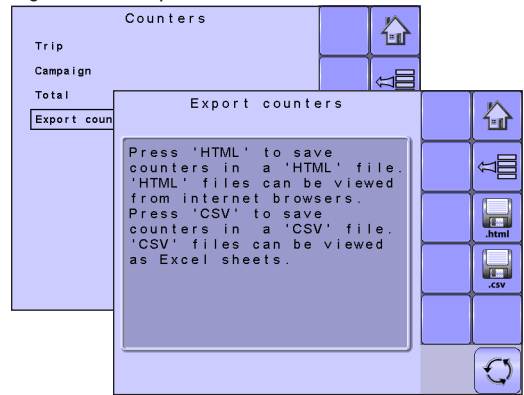 Counters
Trip
Campaign
Total
Export coun
Export counters
Press 'HTML' to save
counters in a 'HTML' file.
'HTML' files can be viewed
from internet browsers.
Press 'CSV' to save
counters in a 'CSV' file.
'CSV' files can be viewed
as Excel sheets.
.html
.csv